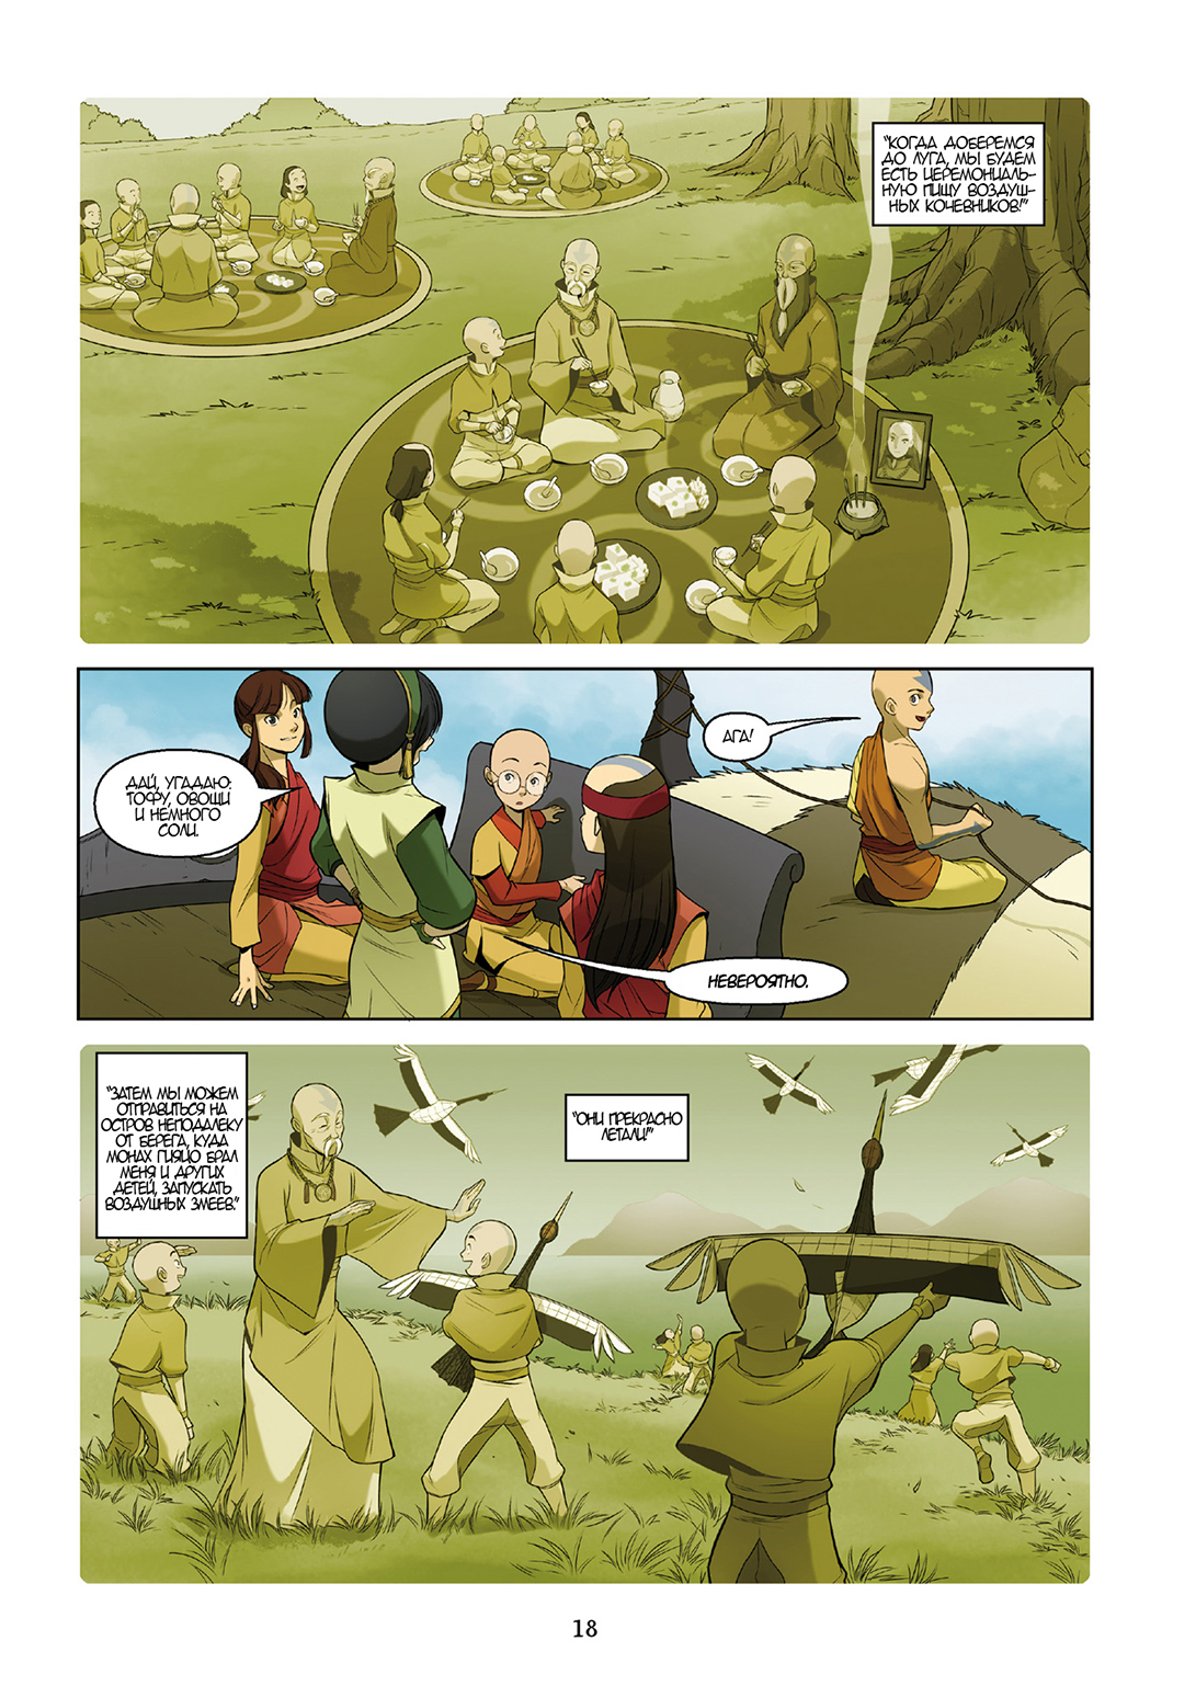 "КОГДА ДОБЕРЕМСЯ
ДО ЛУГА, МЫ БУДЕМ
ЕСТЬ ЦЕРЕМОНИАЛЬ-
НУЮ ПИЩУ ВОЗДУШ-
НЫХ КОЧЕВНИКОВ!"
ДАЙ, УГАДАЮ:
ТОФУ, ОВОЩИ
И НЕМНОГО
СОЛИ.
АГА!
НЕВЕРОЯТНО.
"ЗАТЕМ МЫ МОЖЕМ
ОТПРАВИТЬСЯ НА
ОСТРОВ НЕПОДАЛЕКУ
ОТ БЕРЕГА, КУДА
МОНАХ ГИЯЦО БРАЛ
МЕНЯ И ДРУГИХ
ДЕТЕЙ, ЗАПУСКАТЬ
ВОЗДУШНЫХ ЗМЕЕВ."
"ОНИ ПРЕКРАСНО
ЛЕТАЛИ!"
18